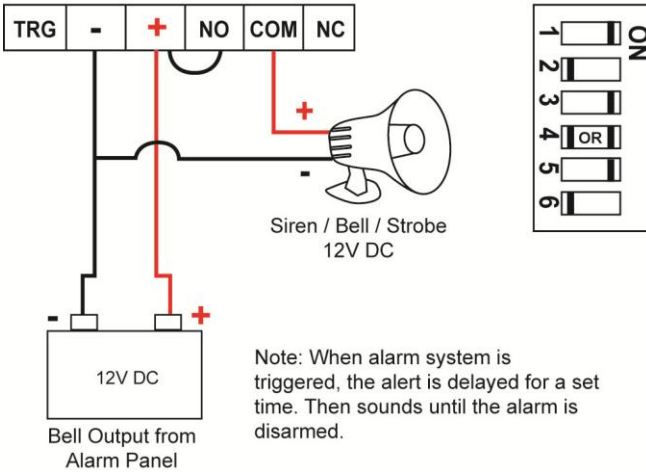 TRG - + NO COM NC
+
-
Siren / Bell / Strobe
12V DC
- +
12V DC
Bell Output from
Alarm Panel
Note: When alarm system is
triggered, the alert is delayed for a set
time. Then sounds until the alarm is
disarmed.
ON
1
2
3
4 OR
5
6